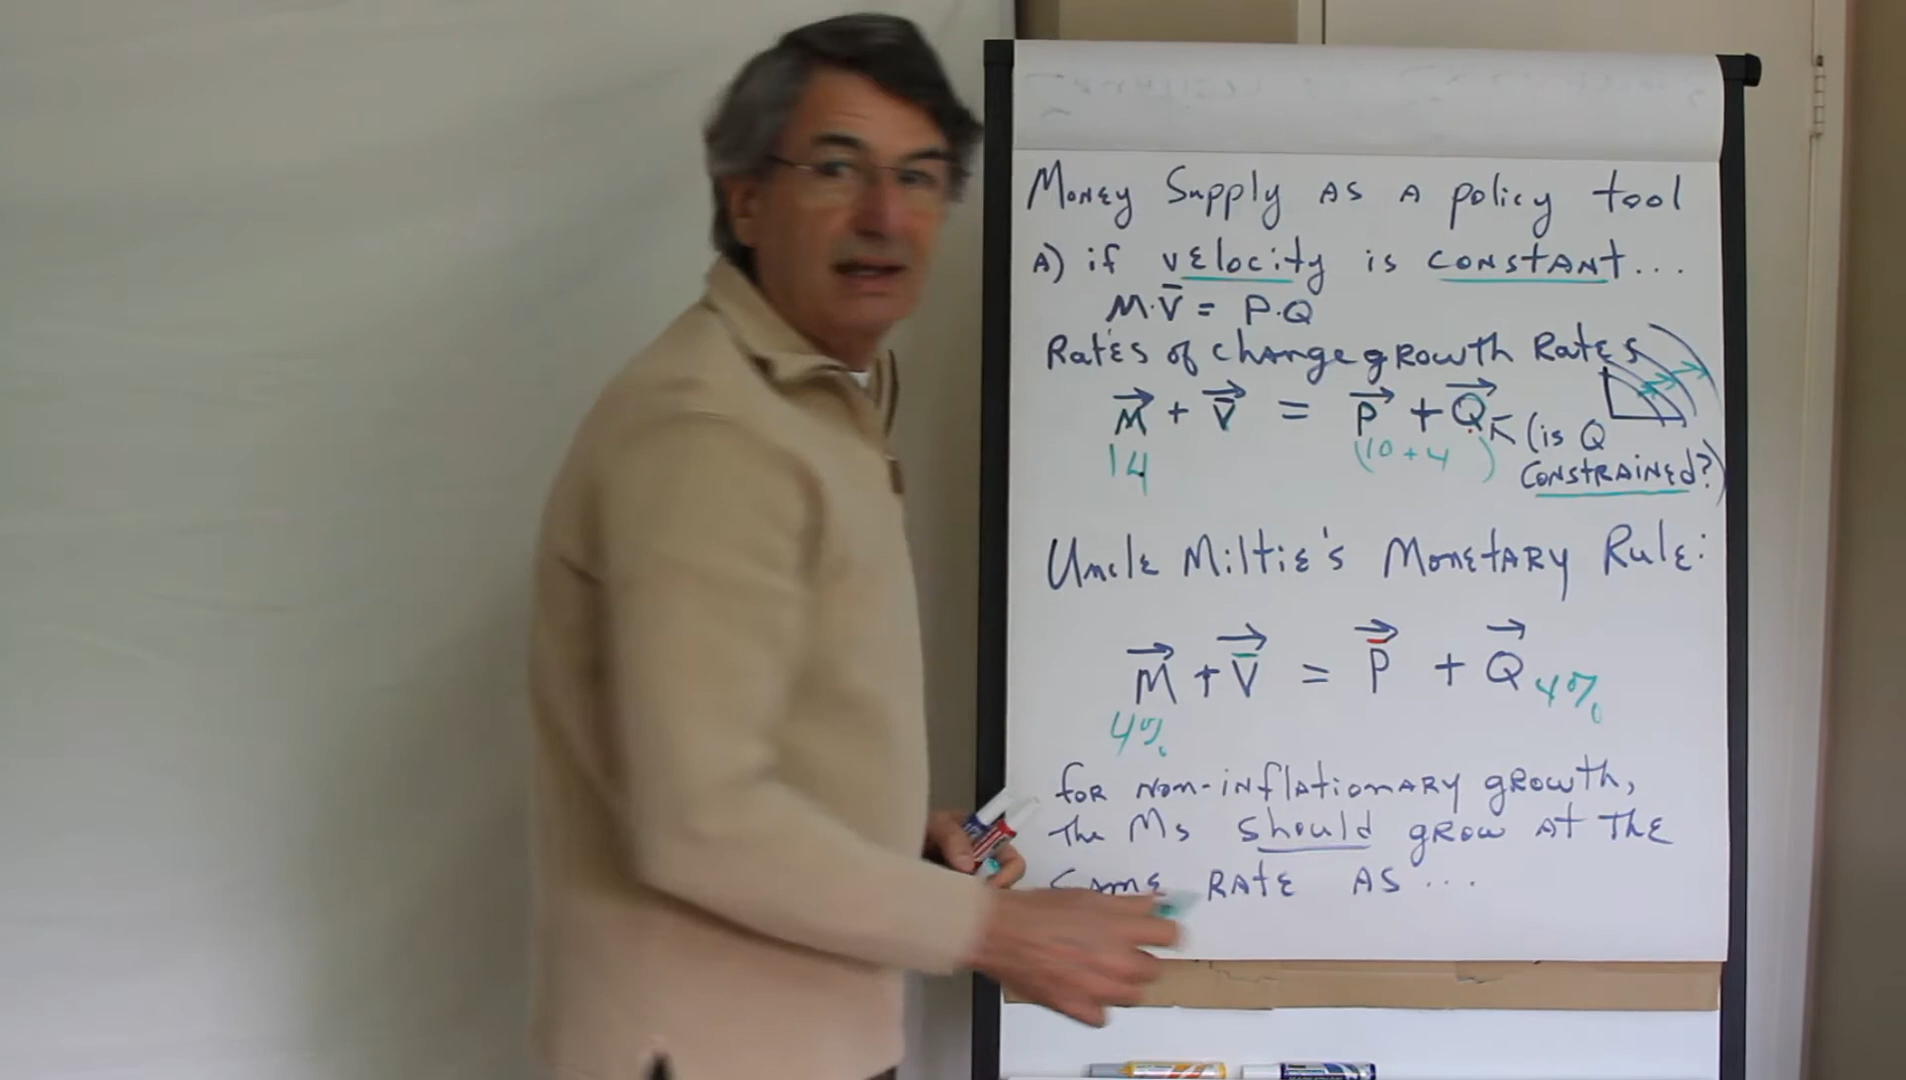 Money Supply as a policy tool
A) if velocity is constant...
M·V̄ = P·Q
Rates of change growth Rates
M⃗ + V⃗ = P⃗ + Q⃗ (is Q
14 (10+4) constrained?)
Uncle Miltie's Monetary Rule:
M⃗ + V⃗ = P⃗ + Q⃗ 4%
4%
for non-inflationary growth,
the Ms should grow at the
same rate as ...